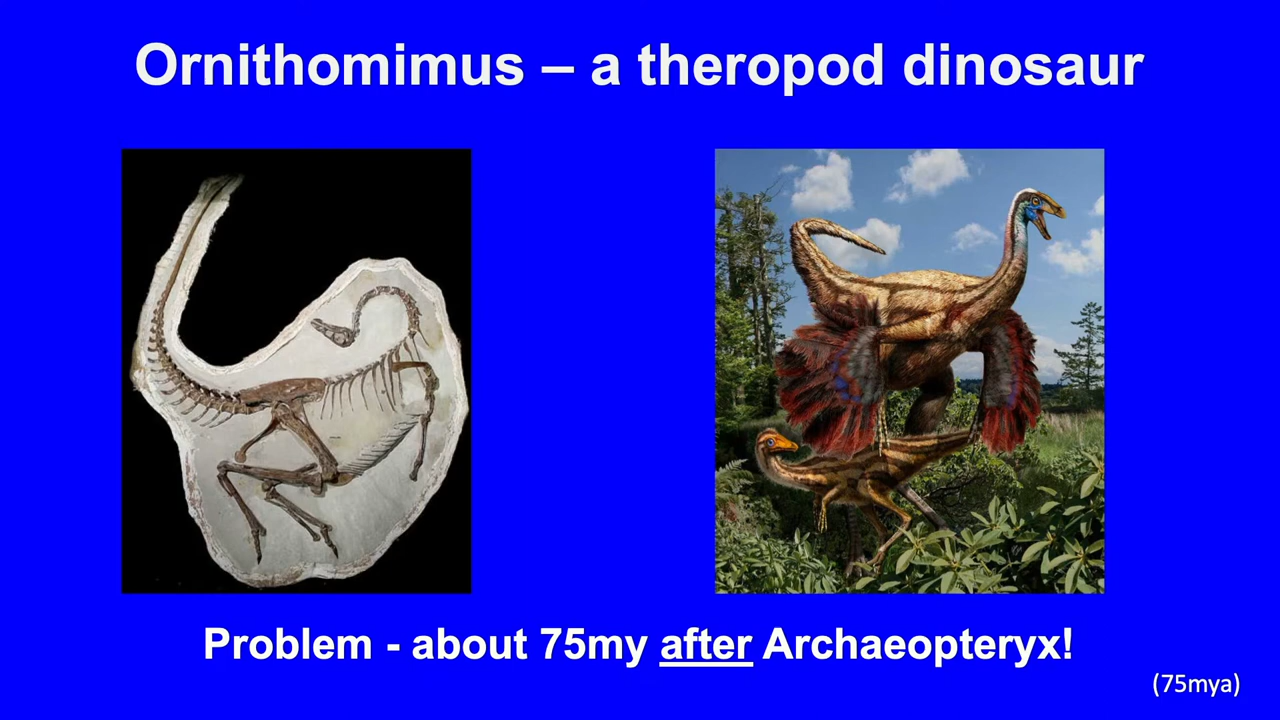 Ornithomimus – a theropod dinosaur
Problem - about 75my after Archaeopteryx!
(75mya)